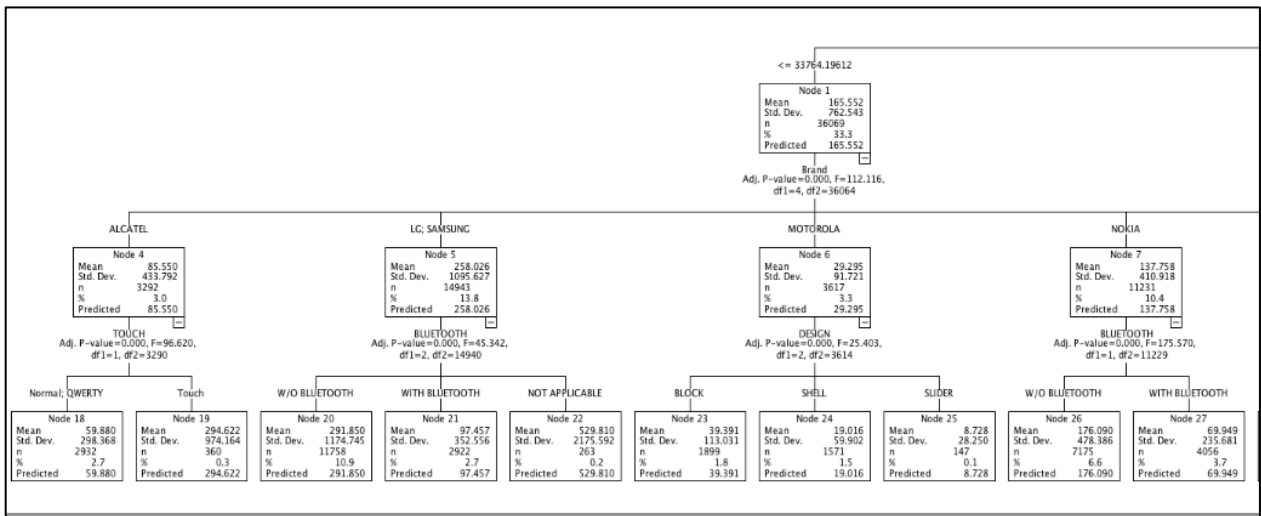 <= 33764.19612
Node 1
Mean 165.552
Std. Dev. 762.543
n 36069
% 33.3
Predicted 165.552
Brand
Adj. P-value=0.000, F=112.116,
df1=4, df2=36064
ALCATEL
Node 4
Mean 85.550
Std. Dev. 433.792
n 3292
% 3.0
Predicted 85.550
TOUCH
Adj. P-value=0.000, F=96.620,
df1=1, df2=3290
LG; SAMSUNG
Node 5
Mean 258.026
Std. Dev. 1095.627
n 14943
% 13.8
Predicted 258.026
BLUETOOTH
Adj. P-value=0.000, F=45.342,
df1=2, df2=14940
MOTOROLA
Node 6
Mean 29.295
Std. Dev. 91.721
n 3617
% 3.3
Predicted 29.295
DESIGN
Adj. P-value=0.000, F=25.403,
df1=2, df2=3614
NOKIA
Node 7
Mean 137.758
Std. Dev. 410.918
n 11231
% 10.4
Predicted 137.758
BLUETOOTH
Adj. P-value=0.000, F=175.570,
df1=1, df2=11229
Normal; QWERTY
Node 18
Mean 59.880
Std. Dev. 298.368
n 2932
% 2.7
Predicted 59.880
Touch
Node 19
Mean 294.622
Std. Dev. 974.164
n 360
% 0.3
Predicted 294.622
W/O BLUETOOTH
Node 20
Mean 291.850
Std. Dev. 1174.745
n 11758
% 10.9
Predicted 291.850
WITH BLUETOOTH
Node 21
Mean 97.457
Std. Dev. 352.556
n 2922
% 2.7
Predicted 97.457
NOT APPLICABLE
Node 22
Mean 529.810
Std. Dev. 2175.592
n 263
% 0.2
Predicted 529.810
BLOCK
Node 23
Mean 39.391
Std. Dev. 113.031
n 1899
% 1.8
Predicted 39.391
SHELL
Node 24
Mean 19.016
Std. Dev. 59.902
n 1571
% 1.5
Predicted 19.016
SLIDER
Node 25
Mean 8.728
Std. Dev. 28.250
n 147
% 0.1
Predicted 8.728
W/O BLUETOOTH
Node 26
Mean 176.090
Std. Dev. 478.386
n 7175
% 6.6
Predicted 176.090
WITH BLUETOOTH
Node 27
Mean 69.949
Std. Dev. 235.681
n 4056
% 3.7
Predicted 69.949